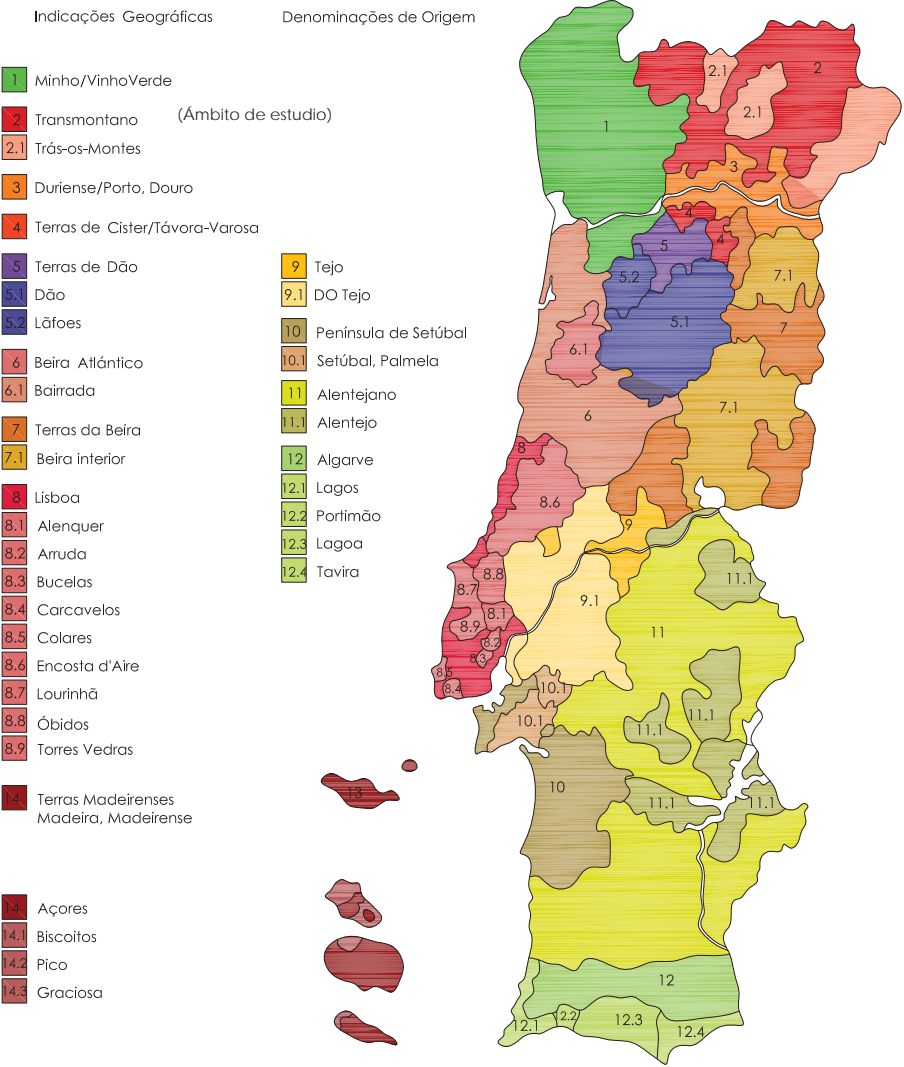 Indicações Geográficas
Denominações de Origem
1 Minho/VinhoVerde
2 Transmontano
(Ámbito de estudio)
2.1 Trás-os-Montes
3 Duriense/Porto, Douro
4 Terras de Cister/Távora-Varosa
5 Terras de Dão
5.1 Dão
5.2 Lãfoes
6 Beira Atlántico
6.1 Bairrada
7 Terras da Beira
7.1 Beira interior
8 Lisboa
8.1 Alenquer
8.2 Arruda
8.3 Bucelas
8.4 Carcavelos
8.5 Colares
8.6 Encosta d'Aire
8.7 Lourinhã
8.8 Óbidos
8.9 Torres Vedras
14 Terras Madeirenses
Madeira, Madeirense
14 Açores
14.1 Biscoitos
14.2 Pico
14.3 Graciosa
9 Tejo
9.1 DO Tejo
10 Península de Setúbal
10.1 Setúbal, Palmela
11 Alentejano
11.1 Alentejo
12 Algarve
12.1 Lagos
12.2 Portimão
12.3 Lagoa
12.4 Tavira
13
1
2.1
2
2.1
3
4
5
4
5.2
7.1
5.1
7
6.1
6
7.1
8
8.6
9
8.8
8.7
9.1
11.1
8.1
8.9
8.2
8.3
11
8.5
8.4
10.1
10.1
11.1
11.1
10
11.1
11.1
12
12.1
2.2
12.3
12.4